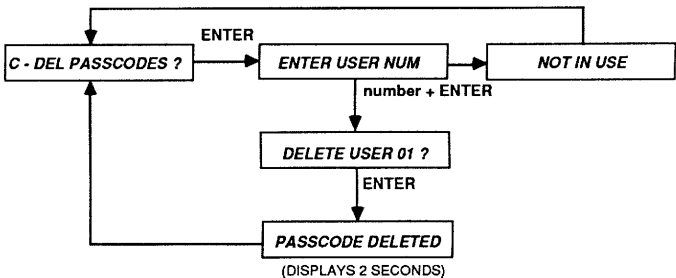 ENTER
C - DEL PASSCODES ?
ENTER USER NUM
NOT IN USE
number + ENTER
DELETE USER 01 ?
ENTER
PASSCODE DELETED
(DISPLAYS 2 SECONDS)